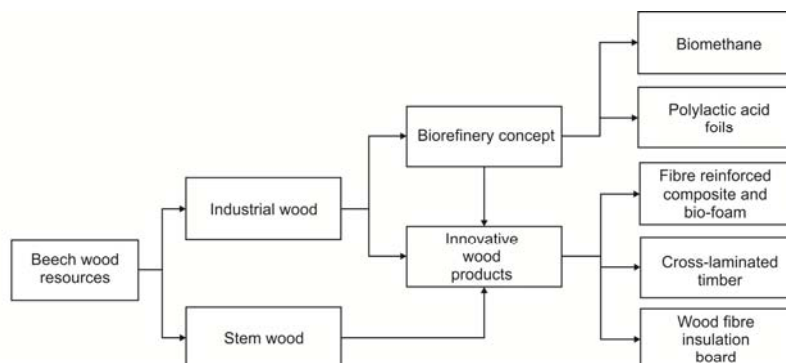 Biomethane
Polylactic acid
foils
Biorefinery concept
Fibre reinforced
composite and
bio-foam
Industrial wood
Innovative
wood
products
Beech wood
resources
Cross-laminated
timber
Stem wood
Wood fibre
insulation
board